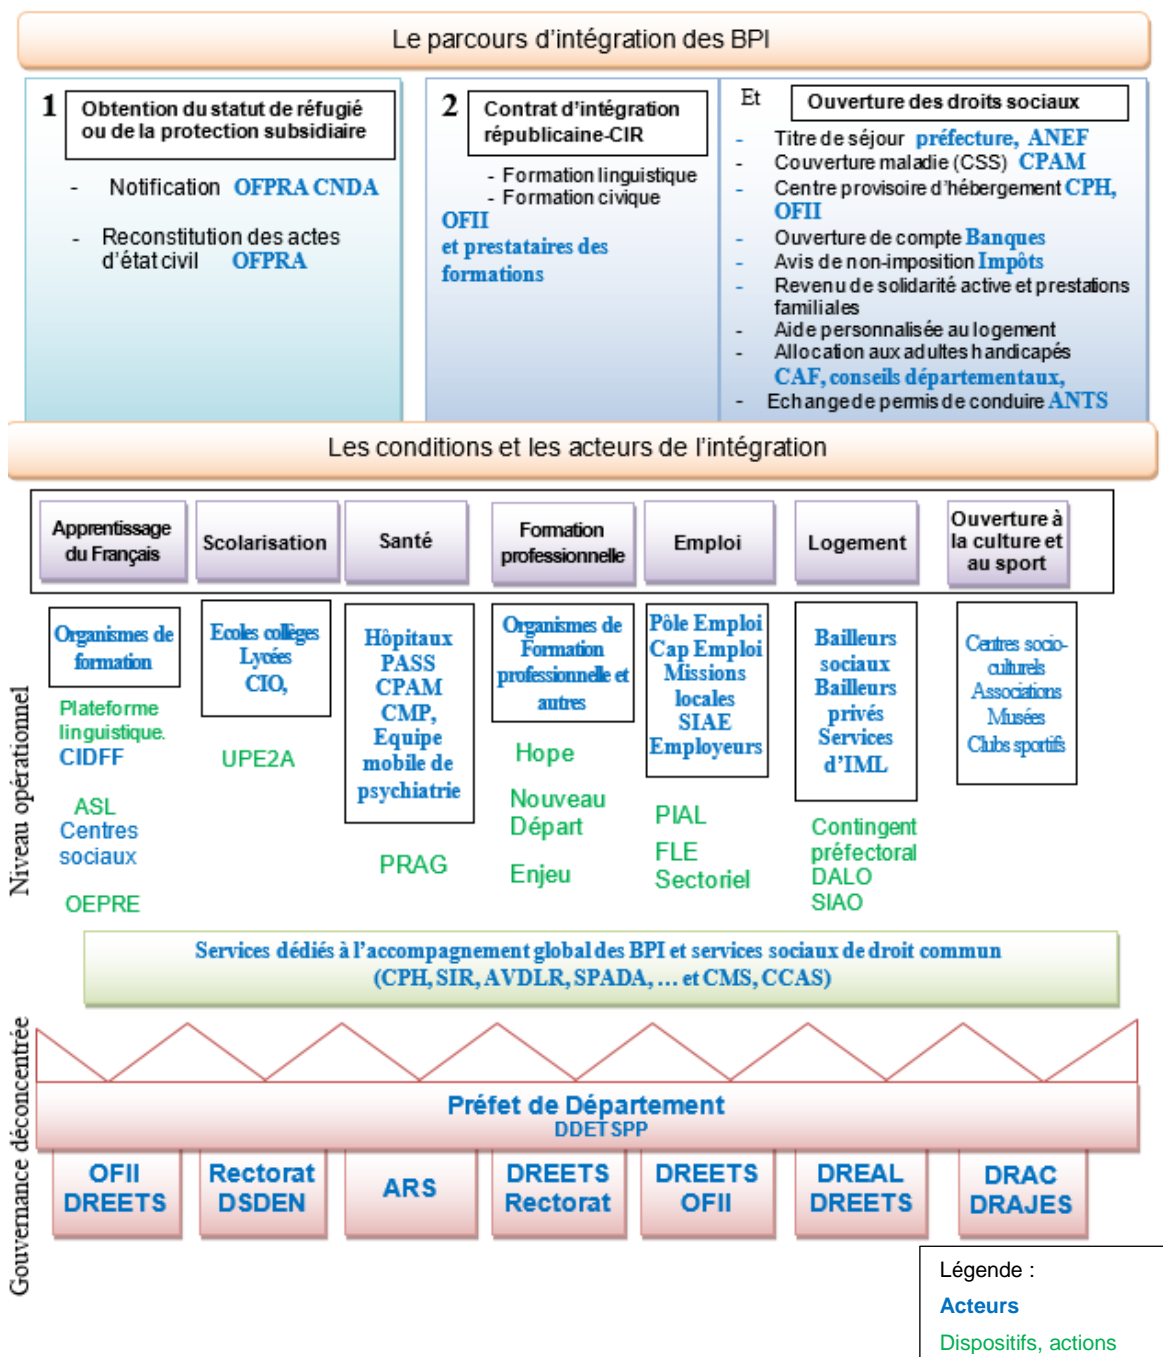 Le parcours d'intégration des BPI
1
Obtention du statut de réfugié
ou de la protection subsidiaire
- Notification OFPRA CNDA
- Reconstitution des actes
d'état civil OFPRA
2
Contrat d'intégration
républicaine-CIR
- Formation linguistique
- Formation civique
OFII
et prestataires des
formations
Et
Ouverture des droits sociaux
- Titre de séjour préfecture, ANEF
- Couverture maladie (CSS) CPAM
- Centre provisoire d'hébergement CPH,
OFII
- Ouverture de compte Banques
- Avis de non-imposition Impôts
- Revenu de solidarité active et prestations
familiales
- Aide personnalisée au logement
- Allocation aux adultes handicapés
CAF, conseils départementaux,
- Echange de permis de conduire ANTS
Les conditions et les acteurs de l'intégration
Apprentissage
du Français
Scolarisation
Santé
Formation
professionnelle
Emploi
Logement
Ouverture à
la culture et
au sport
Niveau opérationnel
Organismes de
formation
Plateforme
linguistique.
CIDFF
ASL
Centres
sociaux
OEPRE
Ecoles collèges
Lycées
CIO,
UPE2A
Hôpitaux
PASS
CPAM
CMP,
Equipe
mobile de
psychiatrie
PRAG
Organismes de
Formation
professionnelle et
autres
Hope
Nouveau
Départ
Enjeu
Pôle Emploi
Cap Emploi
Missions
locales
SIAE
Employeurs
PIAL
FLE
Sectoriel
Bailleurs
sociaux
Bailleurs
privés
Services
d'IML
Contingent
préfectoral
DALO
SIAO
Centres socio-
culturels
Associations
Musées
Clubs sportifs
Services dédiés à l'accompagnement global des BPI et services sociaux de droit commun
(CPH, SIR, AVDLR, SPADA, … et CMS, CCAS)
Gouvernance déconcentrée
Préfet de Département
DDETSPP
OFII
DREETS
Rectorat
DSDEN
ARS
DREETS
Rectorat
DREETS
OFII
DREAL
DREETS
DRAC
DRAJES
Légende :
Acteurs
Dispositifs, actions